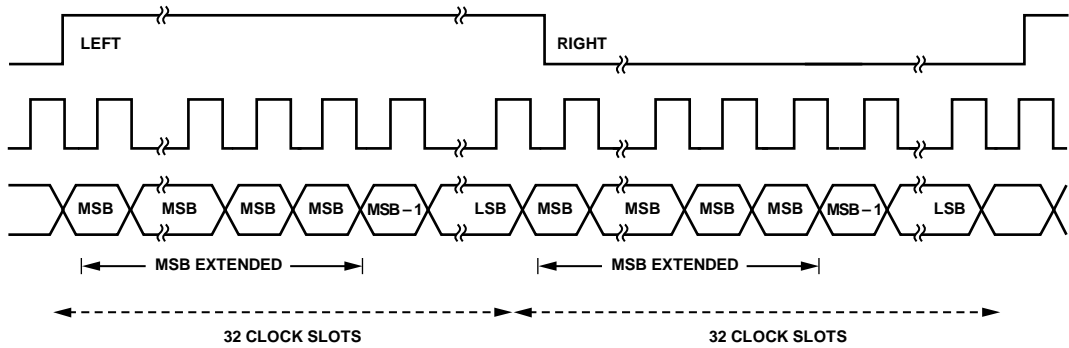 LEFT
RIGHT
MSB MSB MSB MSB MSB−1 LSB MSB MSB MSB MSB MSB−1 LSB
MSB EXTENDED MSB EXTENDED
32 CLOCK SLOTS 32 CLOCK SLOTS